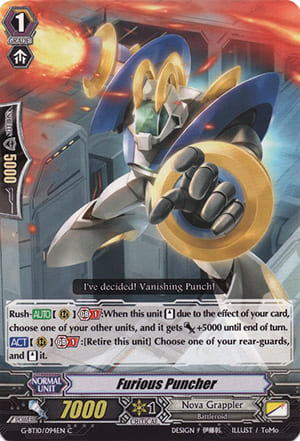 1
GRADE
SHIELD
5000
I've decided! Vanishing Punch!
Rush-AUTO [ ] [ 1]:When this unit due to the effect of your card,
choose one of your other units, and it gets +5000 until end of turn.
ACT [ ] [ 1]:[Retire this unit] Choose one of your rear-guards,
and it.
NORMAL
UNIT
Furious Puncher
POWER
7000
1
CRITICAL
Nova Grappler
Battleroid
G-BT10/094EN C
DESIGN / 伊藤彰 ILLUST / ToMo